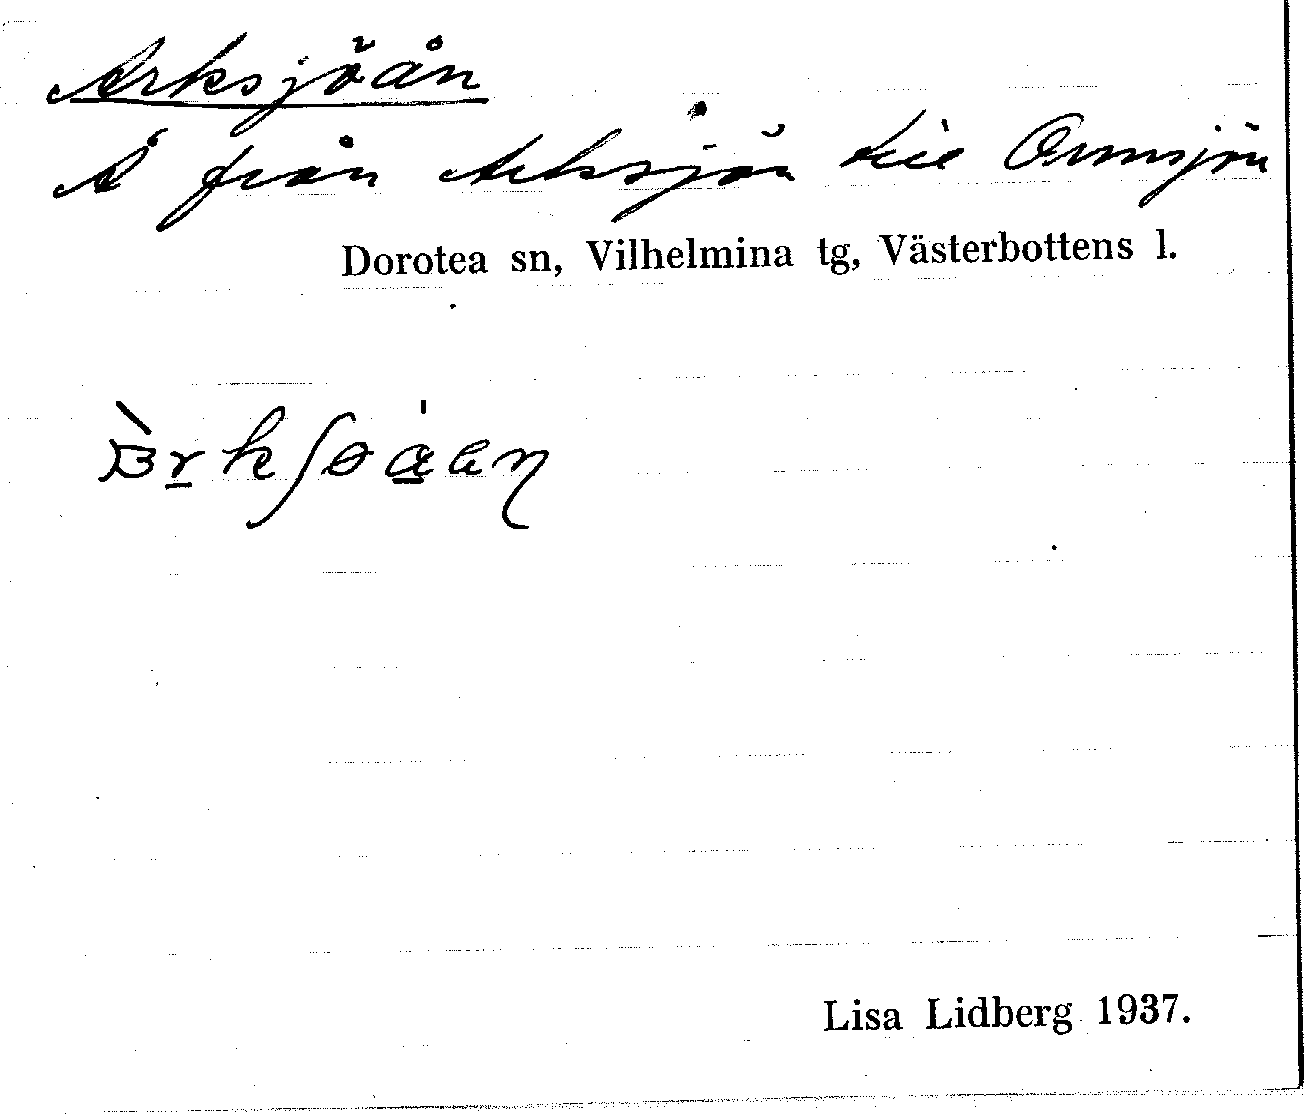 Arksjöån
Å från Arksjön till Ormsjön
Dorotea sn, Vilhelmina tg, Västerbottens l.
Lisa Lidberg 1937.